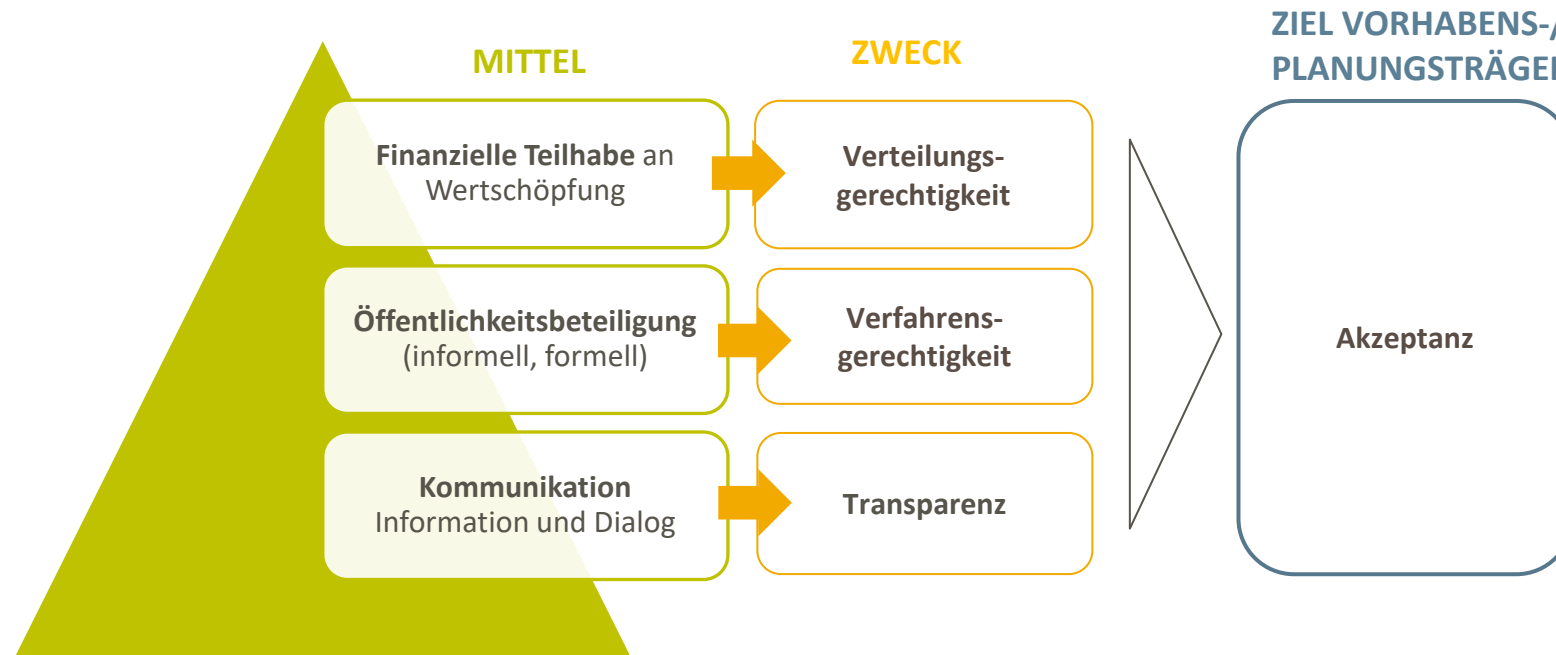 MITTEL
ZWECK
ZIEL VORHABENS-/
PLANUNGSTRÄGER
Finanzielle Teilhabe an
Wertschöpfung
Verteilungs-
gerechtigkeit
Öffentlichkeitsbeteiligung
(informell, formell)
Verfahrens-
gerechtigkeit
Akzeptanz
Kommunikation
Information und Dialog
Transparenz